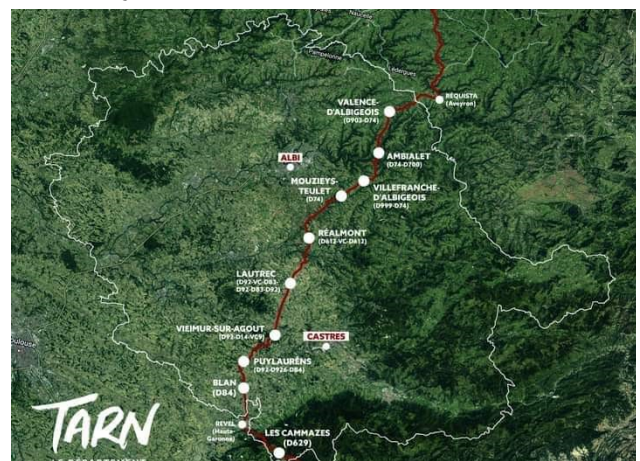 Pampelonne
RÉQUISTA
(Aveyron)
VALENCE-
D'ALBIGEOIS
(D903-D74)
AMBIALET
(D74-D700)
ALBI
MOUZIEYS-
TEULET
(D74)
VILLEFRANCHE-
D'ALBIGEOIS
(D999-D74)
RÉALMONT
(D612-VC-D612)
LAUTREC
(D92-VC-D83-
D92-D83-D92)
VIEIMUR-SUR-AGOUT
(D92-D14-VC9)
CASTRES
PUYLAURENS
(D92-D926-D84)
BLAN
(D84)
REVEL
(Haute-
Garonne)
LES CAMMAZES
(D629)
TARN